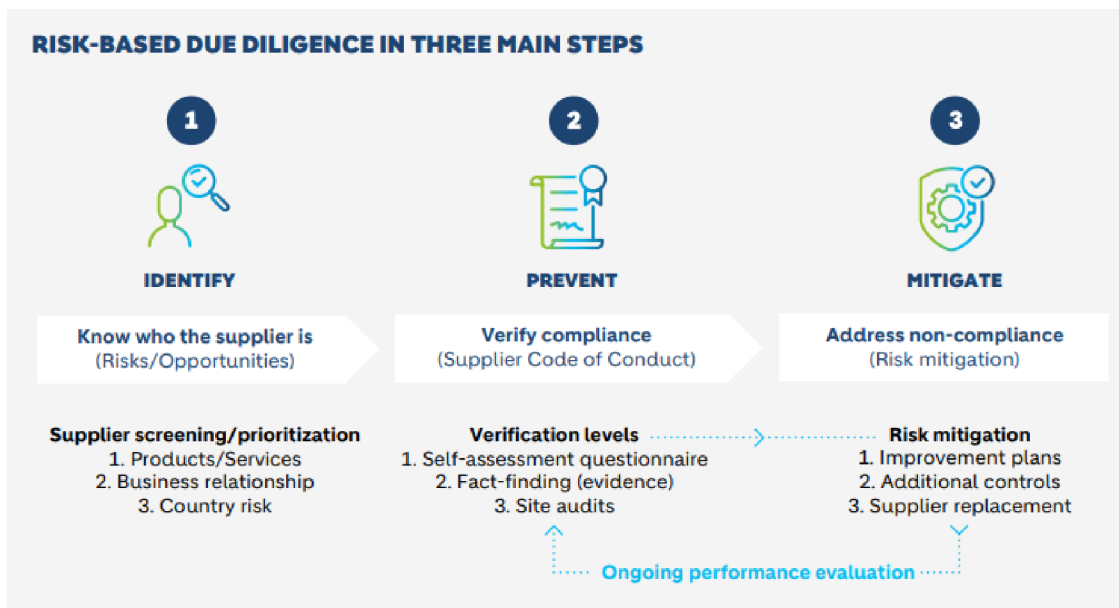 RISK-BASED DUE DILIGENCE IN THREE MAIN STEPS
1
2
3
IDENTIFY
PREVENT
MITIGATE
Know who the supplier is
(Risks/Opportunities)
Verify compliance
(Supplier Code of Conduct)
Address non-compliance
(Risk mitigation)
Supplier screening/prioritization
1. Products/Services
2. Business relationship
3. Country risk
Verification levels
1. Self-assessment questionnaire
2. Fact-finding (evidence)
3. Site audits
Risk mitigation
1. Improvement plans
2. Additional controls
3. Supplier replacement
Ongoing performance evaluation